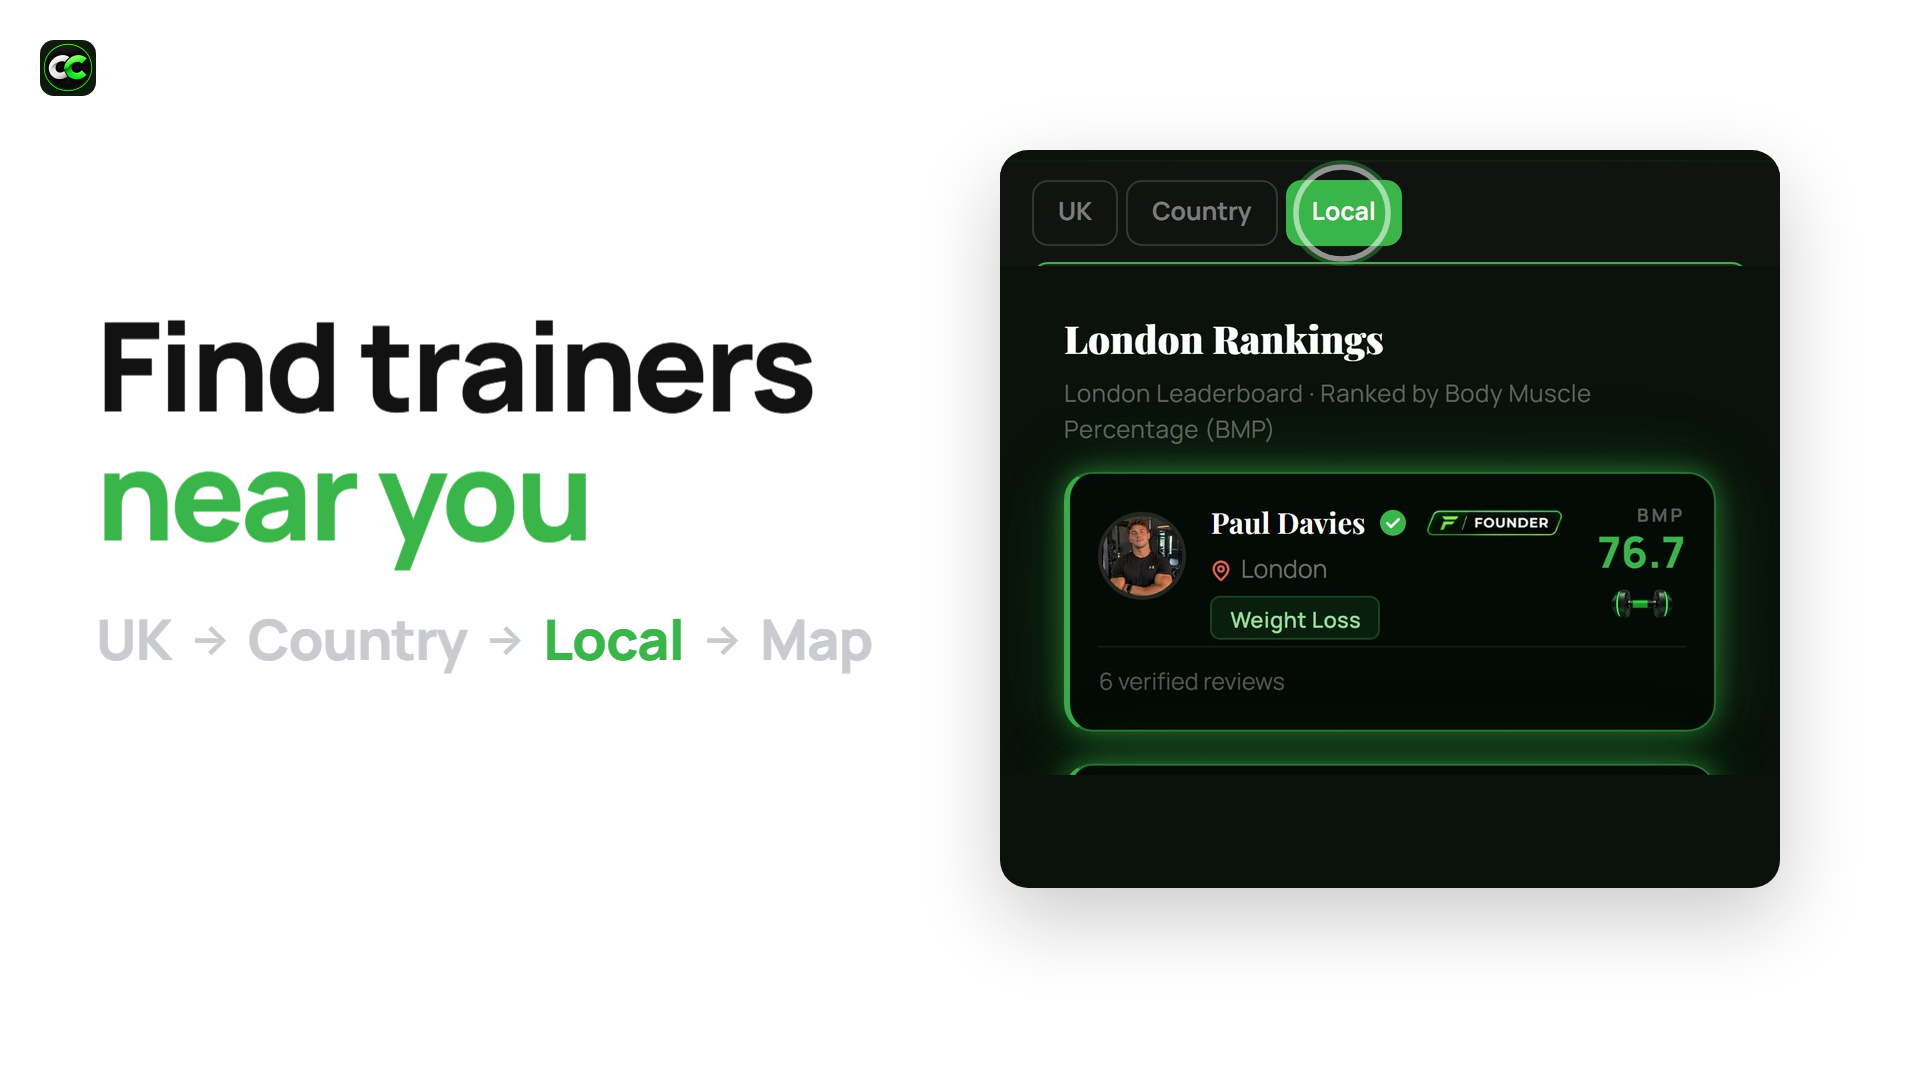 CC
Find trainers
near you
UK → Country → Local → Map
UK
Country
Local
London Rankings
London Leaderboard · Ranked by Body Muscle
Percentage (BMP)
Paul Davies
F / FOUNDER
BMP
76.7
London
Weight Loss
6 verified reviews